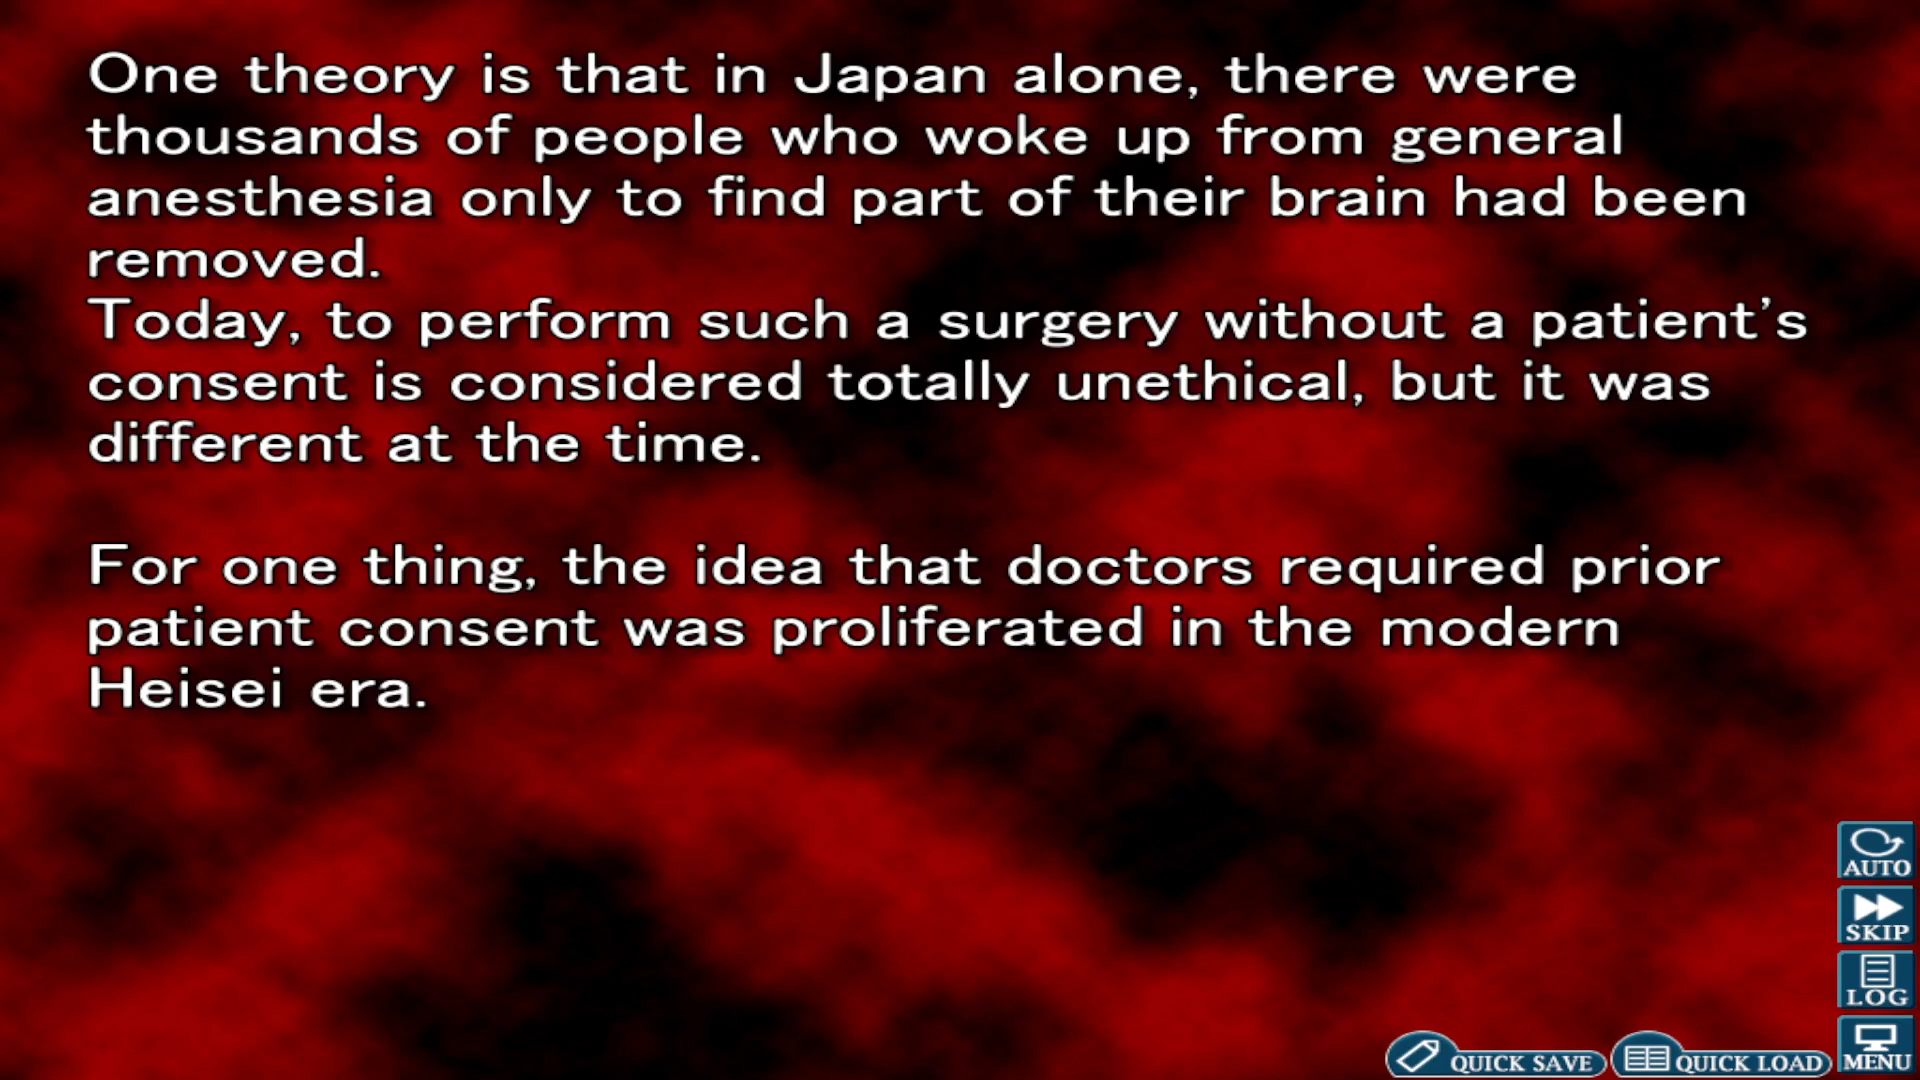 One theory is that in Japan alone, there were
thousands of people who woke up from general
anesthesia only to find part of their brain had been
removed.
Today, to perform such a surgery without a patient's
consent is considered totally unethical, but it was
different at the time.
For one thing, the idea that doctors required prior
patient consent was proliferated in the modern
Heisei era.
AUTO
SKIP
LOG
MENU
QUICK SAVE
QUICK LOAD